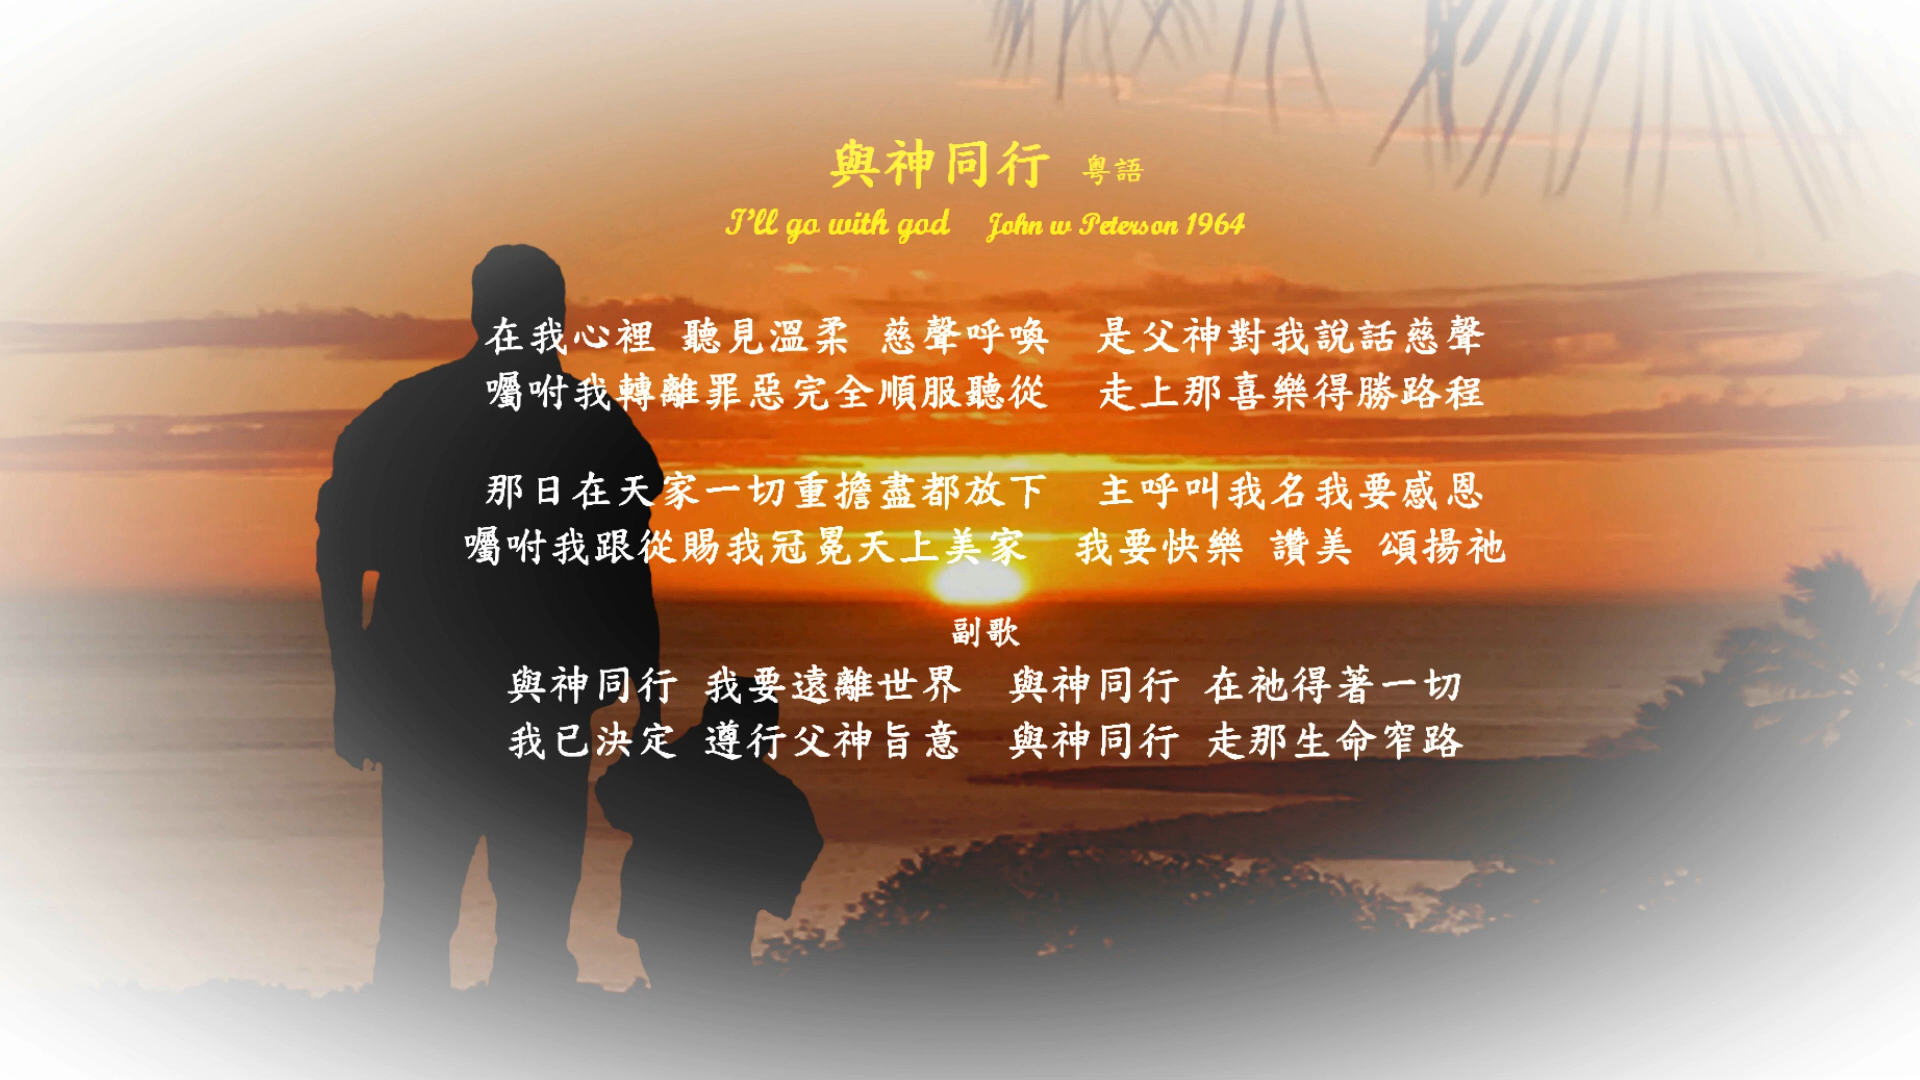 與神同行 粵語
I'll go with god John w Peterson 1964
在我心裡 聽見溫柔 慈聲呼喚 是父神對我說話慈聲
囑咐我轉離罪惡完全順服聽從 走上那喜樂得勝路程
那日在天家一切重擔盡都放下 主呼叫我名我要感恩
囑咐我跟從賜我冠冕天上美家 我要快樂 讚美 頌揚祂
副歌
與神同行 我要遠離世界 與神同行 在祂得著一切
我已決定 遵行父神旨意 與神同行 走那生命窄路